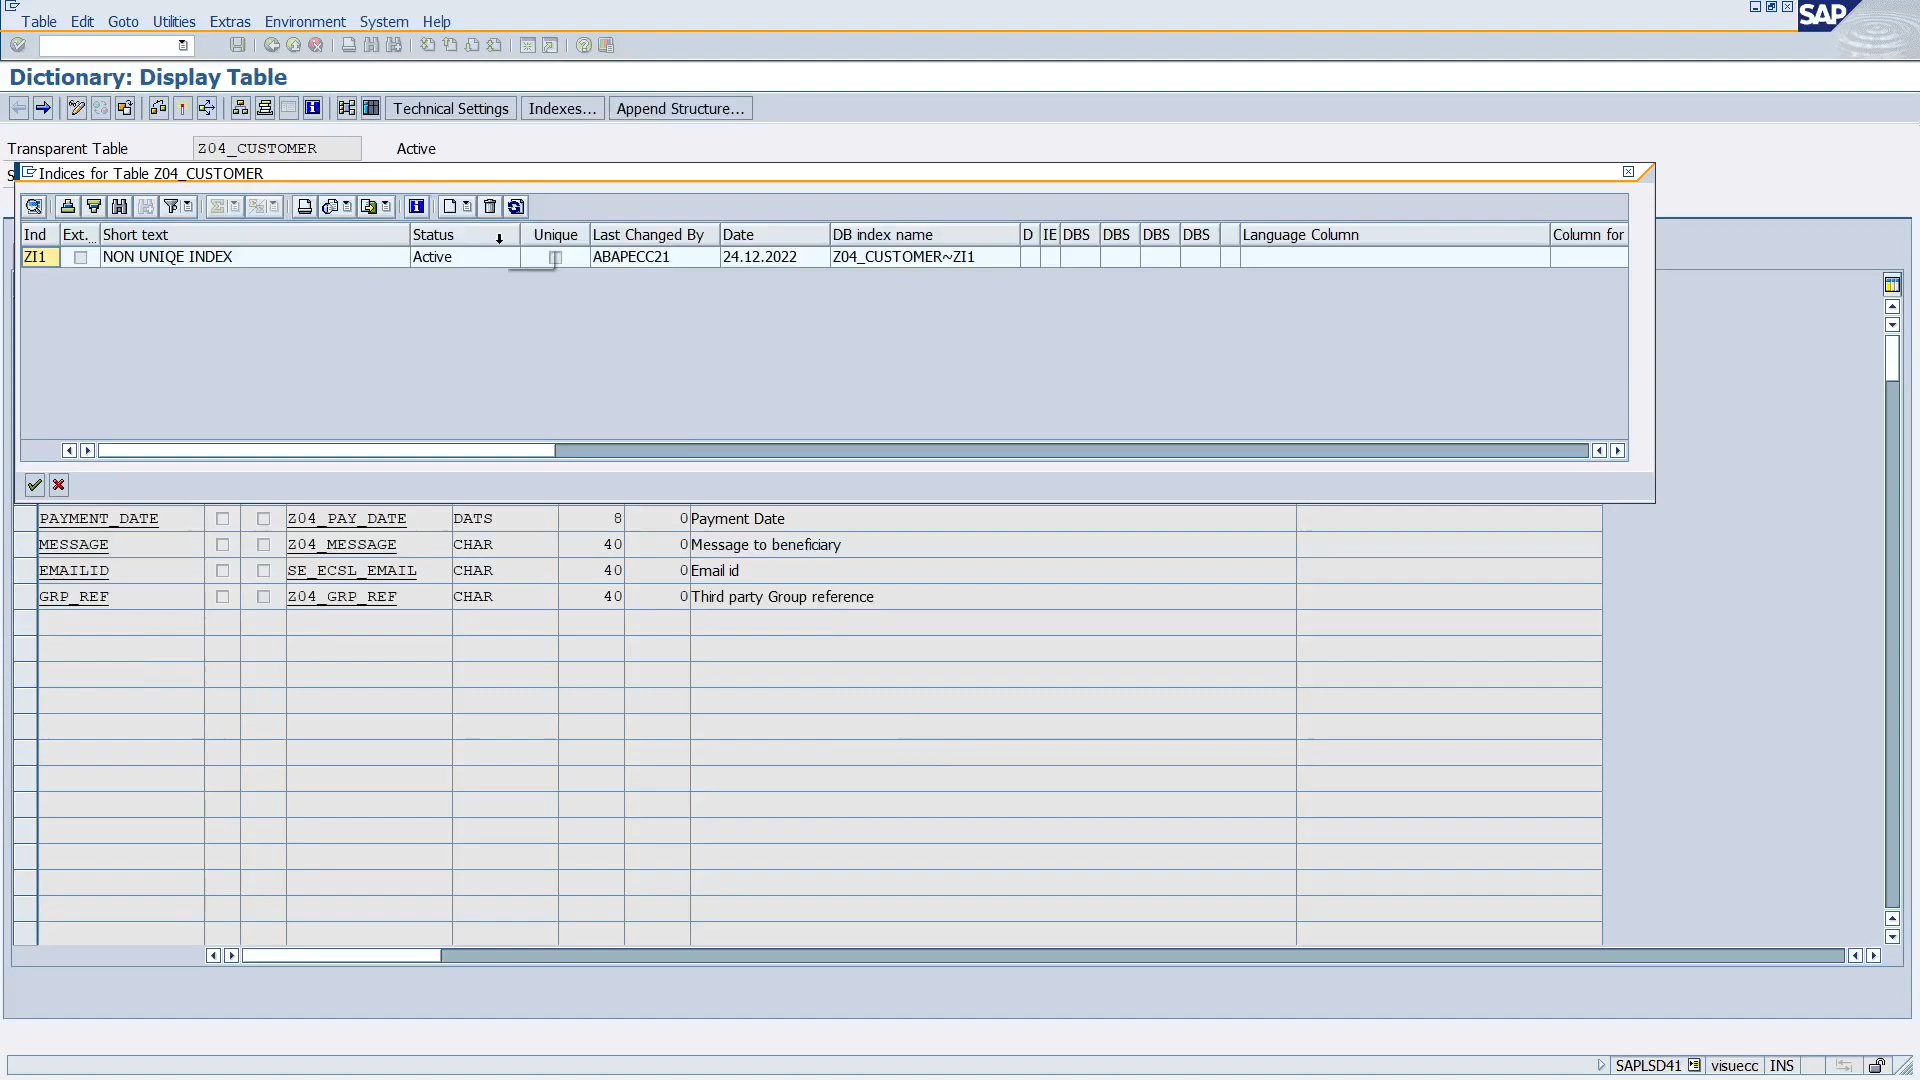 Table Edit Goto Utilities Extras Environment System Help
SAP
Dictionary: Display Table
Technical Settings Indexes... Append Structure...
Transparent Table Z04_CUSTOMER Active
S
Indices for Table Z04_CUSTOMER
Ind Ext... Short text Status Unique Last Changed By Date DB index name D IE DBS DBS DBS DBS Language Column Column for
ZI1 NON UNIQE INDEX Active ABAPECC21 24.12.2022 Z04_CUSTOMER~ZI1
PAYMENT_DATE Z04_PAY_DATE DATS 8 0 Payment Date
MESSAGE Z04_MESSAGE CHAR 40 0 Message to beneficiary
EMAILID SE_ECSL_EMAIL CHAR 40 0 Email id
GRP_REF Z04_GRP_REF CHAR 40 0 Third party Group reference
SAPLSD41 visuecc INS